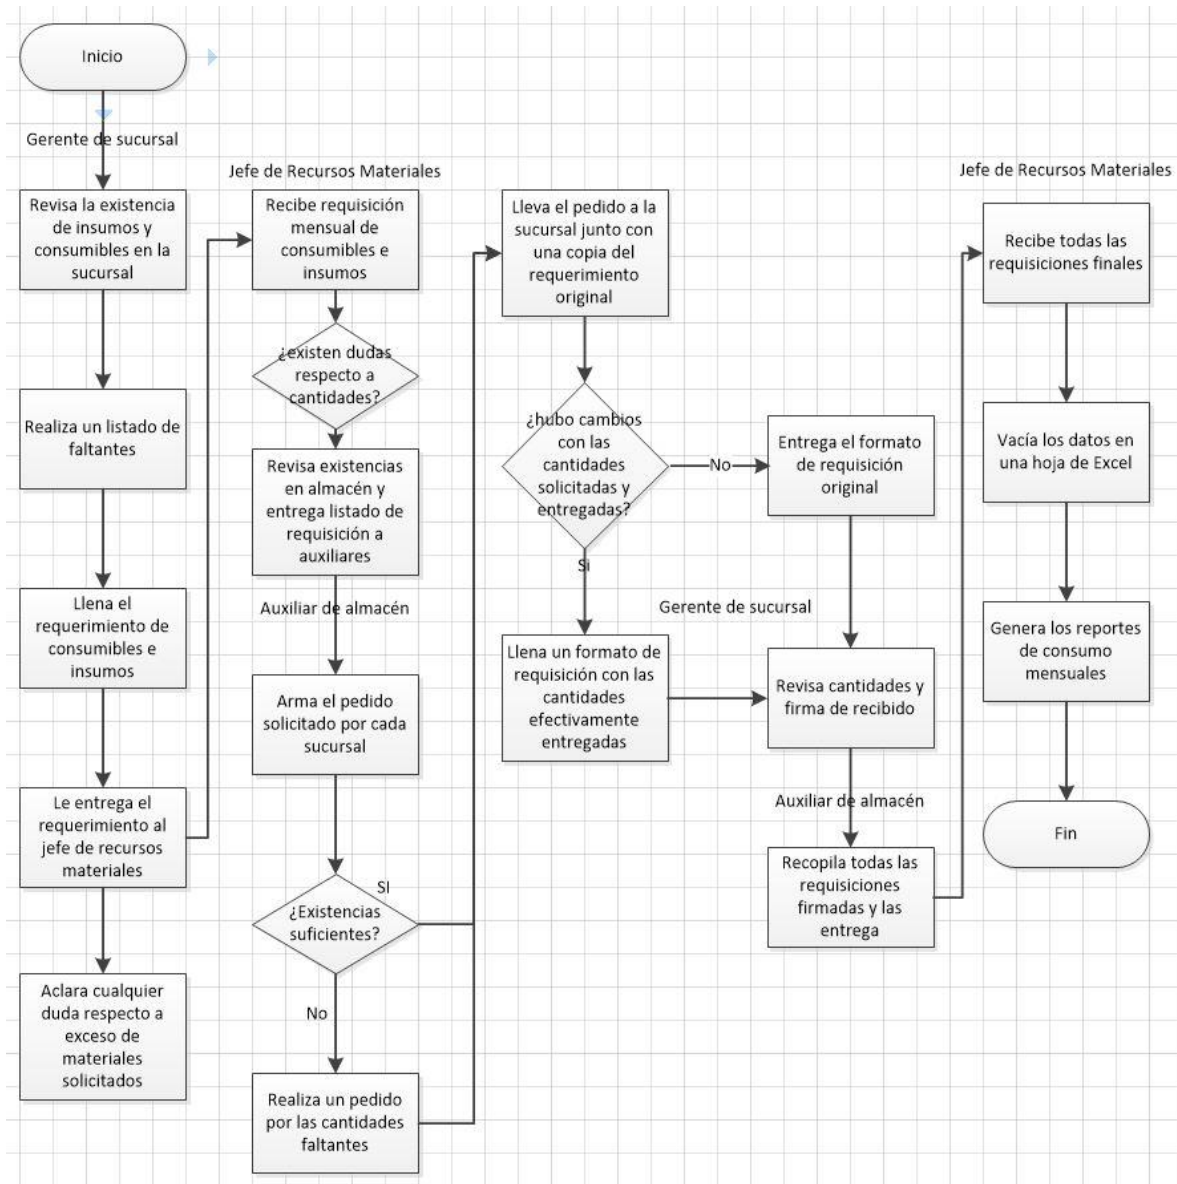 Inicio
Gerente de sucursal
Revisa la existencia
de insumos y
consumibles en la
sucursal
Realiza un listado de
faltantes
Llena el
requerimiento de
consumibles e
insumos
Le entrega el
requerimiento al
jefe de recursos
materiales
Aclara cualquier
duda respecto a
exceso de
materiales
solicitados
Jefe de Recursos Materiales
Recibe requisición
mensual de
consumibles e
insumos
¿existen dudas
respecto a
cantidades?
Revisa existencias
en almacén y
entrega listado de
requisición a
auxiliares
Auxiliar de almacén
Arma el pedido
solicitado por cada
sucursal
SI
¿Existencias
suficientes?
No
Realiza un pedido
por las cantidades
faltantes
Lleva el pedido a la
sucursal junto con
una copia del
requerimiento
original
¿hubo cambios
con las
cantidades
solicitadas y
entregadas?
No
Si
Llena un formato de
requisición con las
cantidades
efectivamente
entregadas
Entrega el formato
de requisición
original
Gerente de sucursal
Revisa cantidades y
firma de recibido
Auxiliar de almacén
Recopila todas las
requisiciones
firmadas y las
entrega
Jefe de Recursos Materiales
Recibe todas las
requisiciones finales
Vacía los datos en
una hoja de Excel
Genera los reportes
de consumo
mensuales
Fin